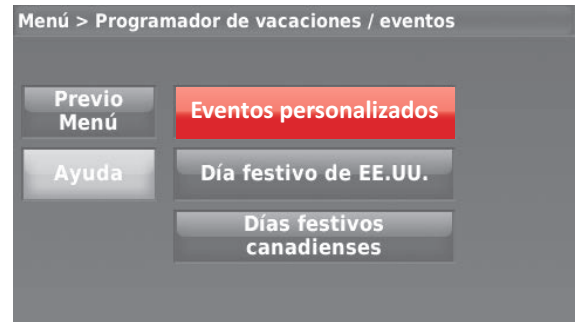 Menú > Programador de vacaciones / eventos
Previo
Menú
Eventos personalizados
Ayuda
Día festivo de EE.UU.
Días festivos
canadienses